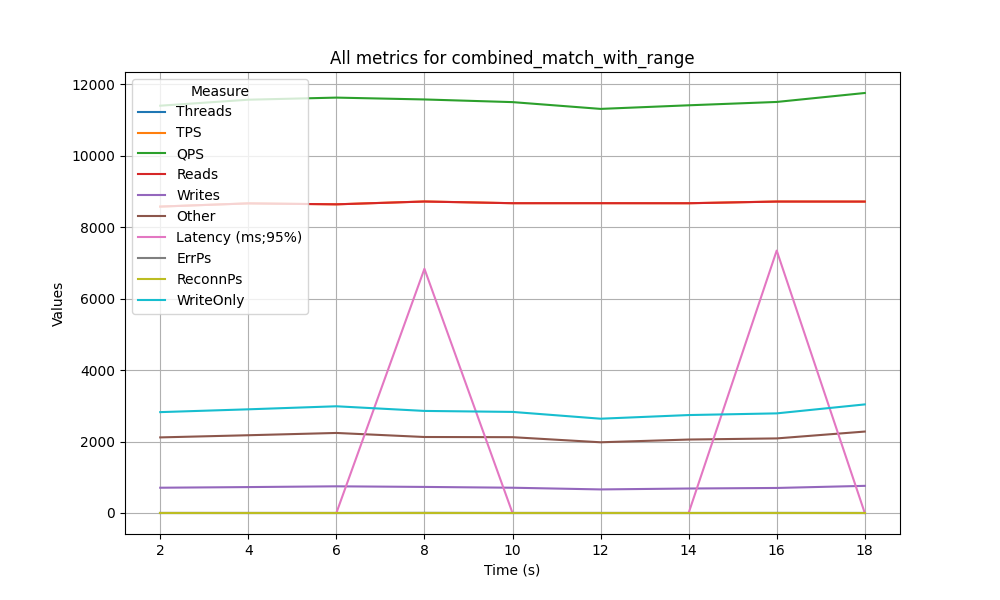 All metrics for combined_match_with_range
12000
10000
8000
6000
4000
2000
0
Values
Measure
Threads
TPS
QPS
Reads
Writes
Other
Latency (ms;95%)
ErrPs
ReconnPs
WriteOnly
2 4 6 8 10 12 14 16 18
Time (s)